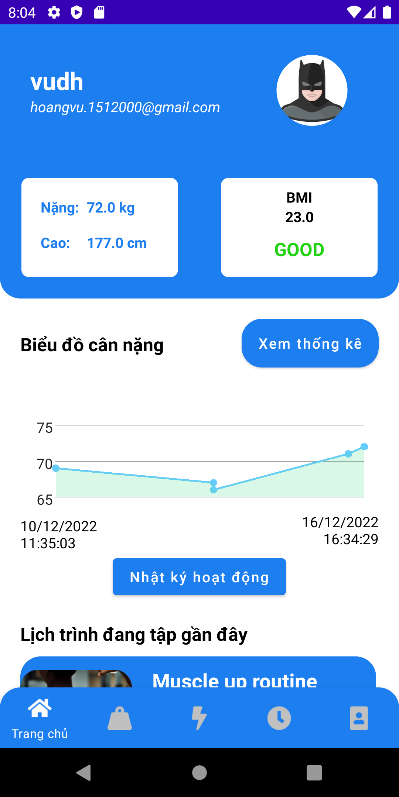 8:04
vudh
hoangvu.1512000@gmail.com
Nặng: 72.0 kg
Cao: 177.0 cm
BMI
23.0
GOOD
Biểu đồ cân nặng
Xem thống kê
75
70
65
10/12/2022
11:35:03
16/12/2022
16:34:29
Nhật ký hoạt động
Lịch trình đang tập gần đây
Muscle up routine
Trang chủ